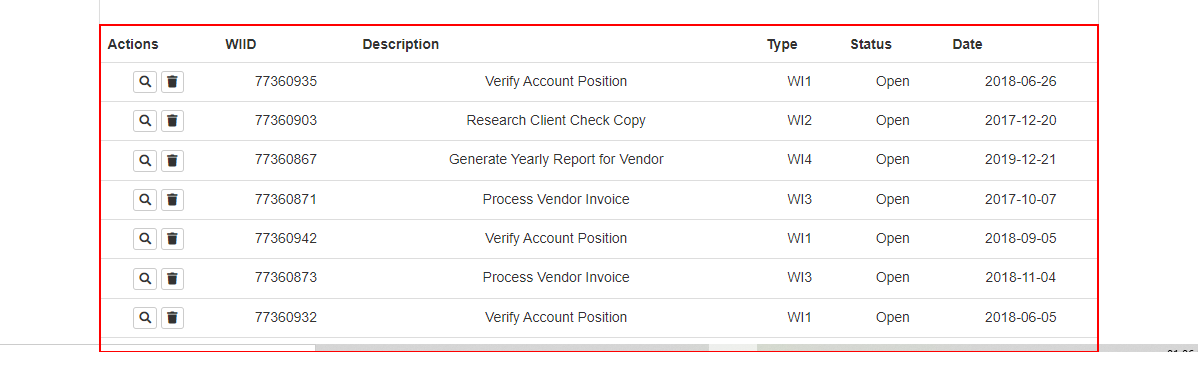 Actions WIID Description Type Status Date
77360935 Verify Account Position WI1 Open 2018-06-26
77360903 Research Client Check Copy WI2 Open 2017-12-20
77360867 Generate Yearly Report for Vendor WI4 Open 2019-12-21
77360871 Process Vendor Invoice WI3 Open 2017-10-07
77360942 Verify Account Position WI1 Open 2018-09-05
77360873 Process Vendor Invoice WI3 Open 2018-11-04
77360932 Verify Account Position WI1 Open 2018-06-05